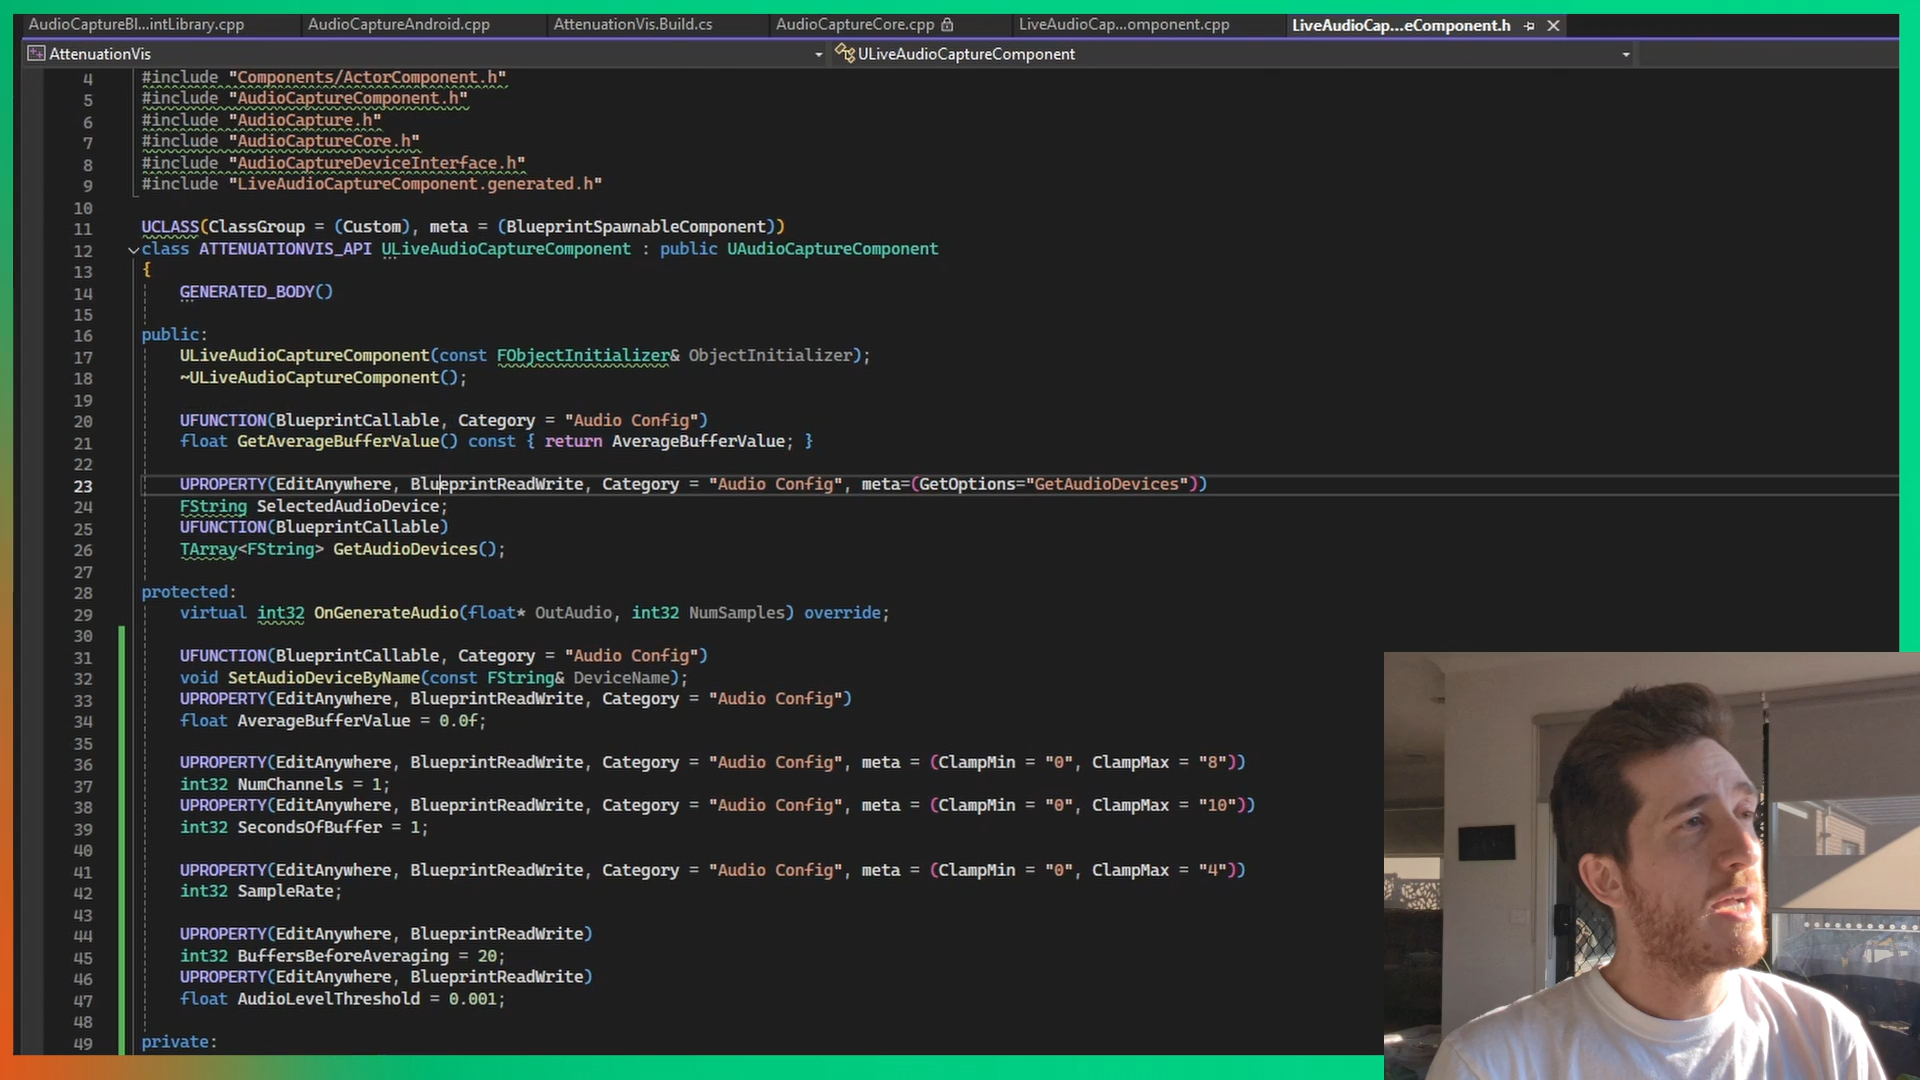 AudioCaptureBl...intLibrary.cpp
AudioCaptureAndroid.cpp
AttenuationVis.Build.cs
AudioCaptureCore.cpp
LiveAudioCap...omponent.cpp
LiveAudioCap...eComponent.h
AttenuationVis
ULiveAudioCaptureComponent
4 #include "Components/ActorComponent.h"
5 #include "AudioCaptureComponent.h"
6 #include "AudioCapture.h"
7 #include "AudioCaptureCore.h"
8 #include "AudioCaptureDeviceInterface.h"
9 #include "LiveAudioCaptureComponent.generated.h"
10
11 UCLASS(ClassGroup = (Custom), meta = (BlueprintSpawnableComponent))
12 class ATTENUATIONVIS_API ULiveAudioCaptureComponent : public UAudioCaptureComponent
13 {
14 GENERATED_BODY()
15
16 public:
17 ULiveAudioCaptureComponent(const FObjectInitializer& ObjectInitializer);
18 ~ULiveAudioCaptureComponent();
19
20 UFUNCTION(BlueprintCallable, Category = "Audio Config")
21 float GetAverageBufferValue() const { return AverageBufferValue; }
22
23 UPROPERTY(EditAnywhere, BlueprintReadWrite, Category = "Audio Config", meta=(GetOptions="GetAudioDevices"))
24 FString SelectedAudioDevice;
25 UFUNCTION(BlueprintCallable)
26 TArray<FString> GetAudioDevices();
27
28 protected:
29 virtual int32 OnGenerateAudio(float* OutAudio, int32 NumSamples) override;
30
31 UFUNCTION(BlueprintCallable, Category = "Audio Config")
32 void SetAudioDeviceByName(const FString& DeviceName);
33 UPROPERTY(EditAnywhere, BlueprintReadWrite, Category = "Audio Config")
34 float AverageBufferValue = 0.0f;
35
36 UPROPERTY(EditAnywhere, BlueprintReadWrite, Category = "Audio Config", meta = (ClampMin = "0", ClampMax = "8"))
37 int32 NumChannels = 1;
38 UPROPERTY(EditAnywhere, BlueprintReadWrite, Category = "Audio Config", meta = (ClampMin = "0", ClampMax = "10"))
39 int32 SecondsOfBuffer = 1;
40
41 UPROPERTY(EditAnywhere, BlueprintReadWrite, Category = "Audio Config", meta = (ClampMin = "0", ClampMax = "4"))
42 int32 SampleRate;
43
44 UPROPERTY(EditAnywhere, BlueprintReadWrite)
45 int32 BuffersBeforeAveraging = 20;
46 UPROPERTY(EditAnywhere, BlueprintReadWrite)
47 float AudioLevelThreshold = 0.001;
48
49 private: